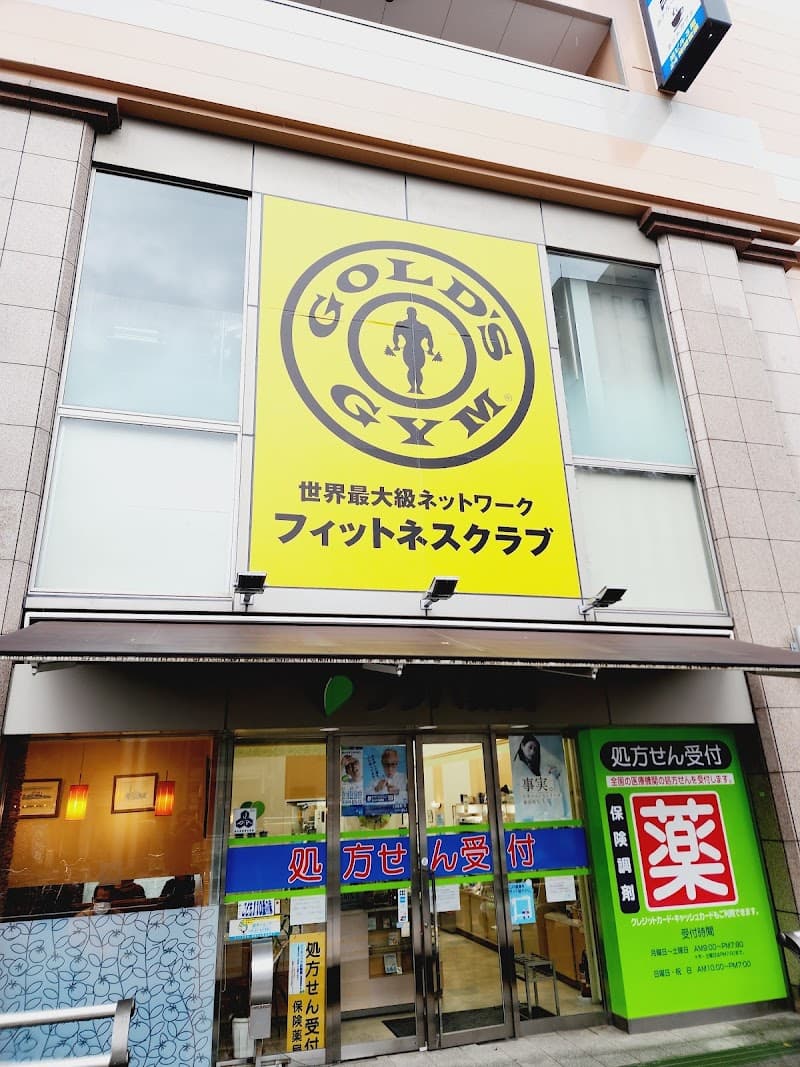 GOLD'S
GYM
®
世界最大級ネットワーク
フィットネスクラブ
処方せん受付
全国の医療機関の処方せんを受付します。
保険調剤
薬
クレジットカード・キャッシュカードもご利用できます。
受付時間
月曜日～土曜日 AM9:00～PM7:80
日曜日・祝 日 AM10:00～PM7:00
事実。
処方せん受付
処方せん受付
保険薬局